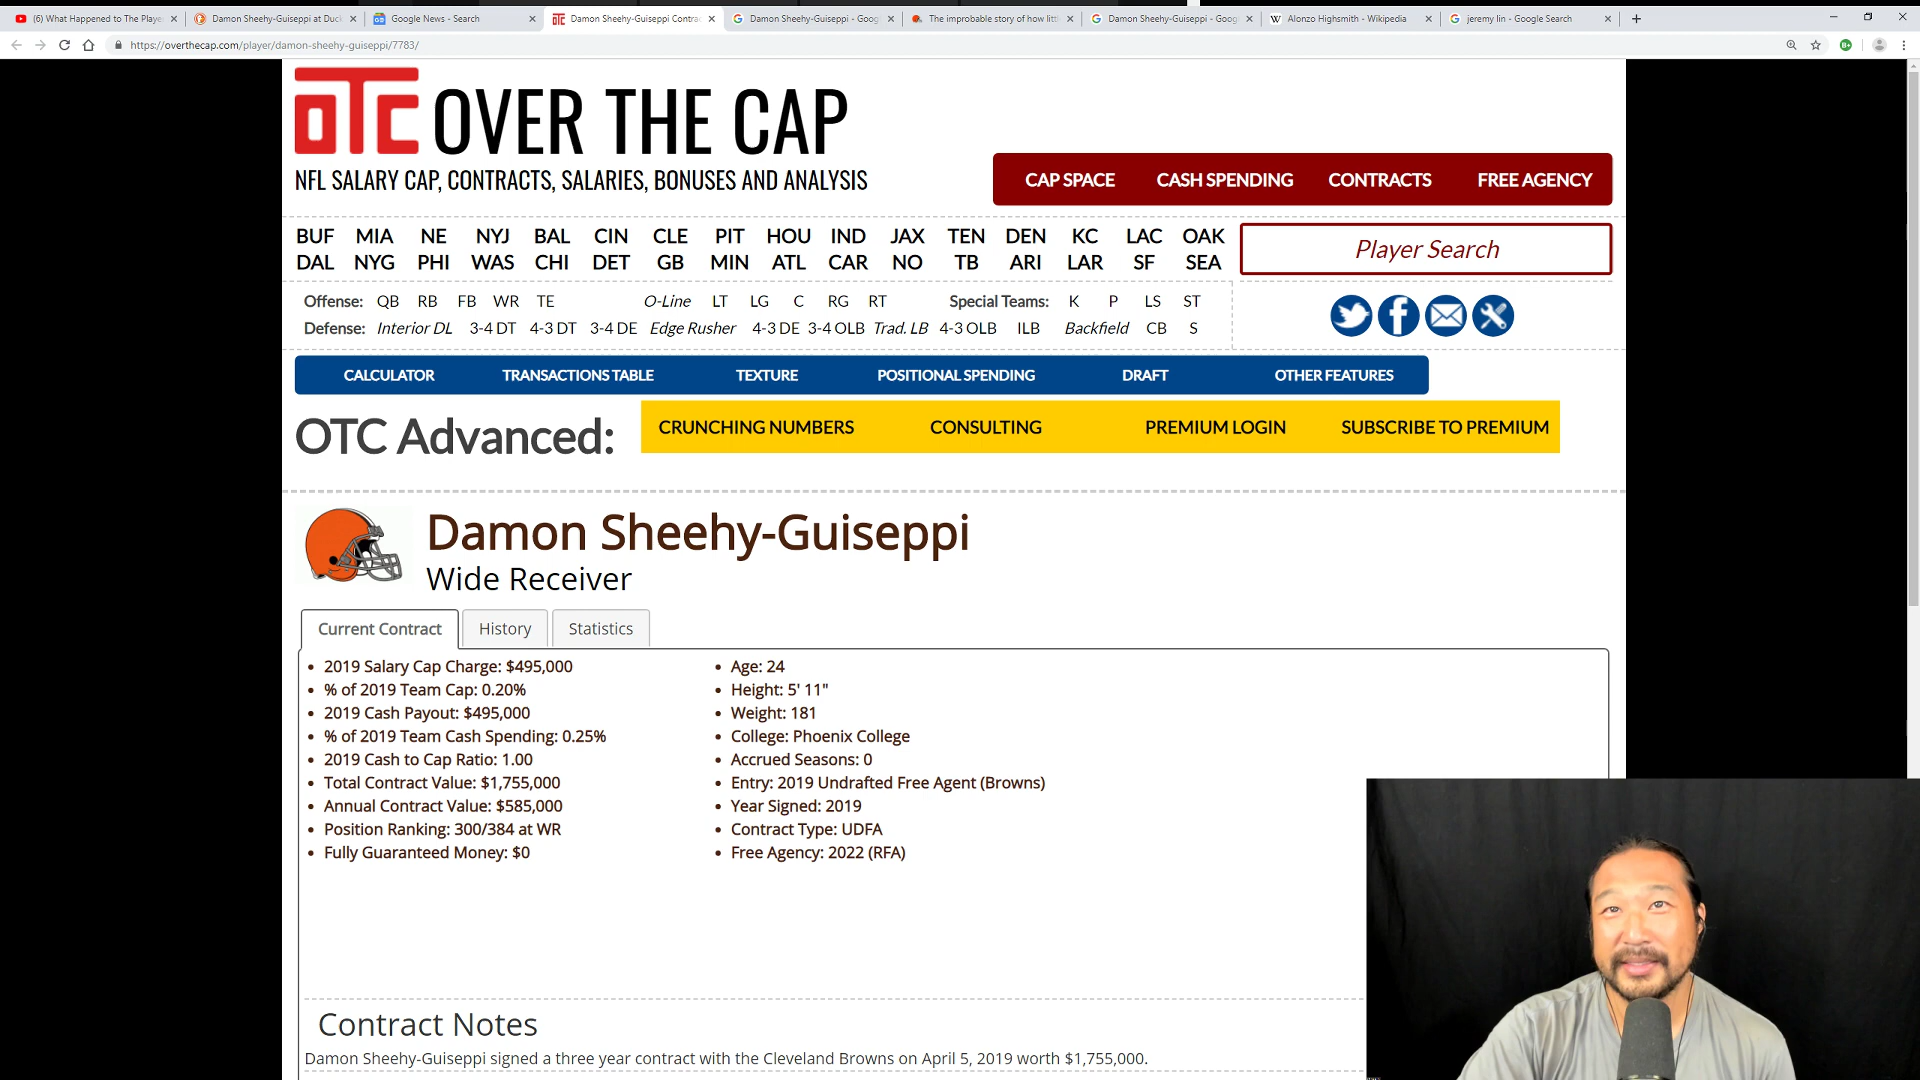 (6) What Happened to The Playe
Damon Sheehy-Guiseppi at Duck
Google News - Search
Damon Sheehy-Guiseppi Contra
Damon Sheehy-Guiseppi - Goog
The improbable story of how littl
Damon Sheehy-Guiseppi - Goog
Alonzo Highsmith - Wikipedia
jeremy lin - Google Search
https://overthecap.com/player/damon-sheehy-guiseppi/7783/
OTC OVER THE CAP
NFL SALARY CAP, CONTRACTS, SALARIES, BONUSES AND ANALYSIS
CAP SPACE CASH SPENDING CONTRACTS FREE AGENCY
BUF MIA NE NYJ BAL CIN CLE PIT HOU IND JAX TEN DEN KC LAC OAK
DAL NYG PHI WAS CHI DET GB MIN ATL CAR NO TB ARI LAR SF SEA
Player Search
Offense: QB RB FB WR TE O-Line LT LG C RG RT Special Teams: K P LS ST
Defense: Interior DL 3-4 DT 4-3 DT 3-4 DE Edge Rusher 4-3 DE 3-4 OLB Trad. LB 4-3 OLB ILB Backfield CB S
CALCULATOR TRANSACTIONS TABLE TEXTURE POSITIONAL SPENDING DRAFT OTHER FEATURES
OTC Advanced: CRUNCHING NUMBERS CONSULTING PREMIUM LOGIN SUBSCRIBE TO PREMIUM
Damon Sheehy-Guiseppi
Wide Receiver
Current Contract History Statistics
• 2019 Salary Cap Charge: $495,000
• % of 2019 Team Cap: 0.20%
• 2019 Cash Payout: $495,000
• % of 2019 Team Cash Spending: 0.25%
• 2019 Cash to Cap Ratio: 1.00
• Total Contract Value: $1,755,000
• Annual Contract Value: $585,000
• Position Ranking: 300/384 at WR
• Fully Guaranteed Money: $0
• Age: 24
• Height: 5' 11"
• Weight: 181
• College: Phoenix College
• Accrued Seasons: 0
• Entry: 2019 Undrafted Free Agent (Browns)
• Year Signed: 2019
• Contract Type: UDFA
• Free Agency: 2022 (RFA)
Contract Notes
Damon Sheehy-Guiseppi signed a three year contract with the Cleveland Browns on April 5, 2019 worth $1,755,000.